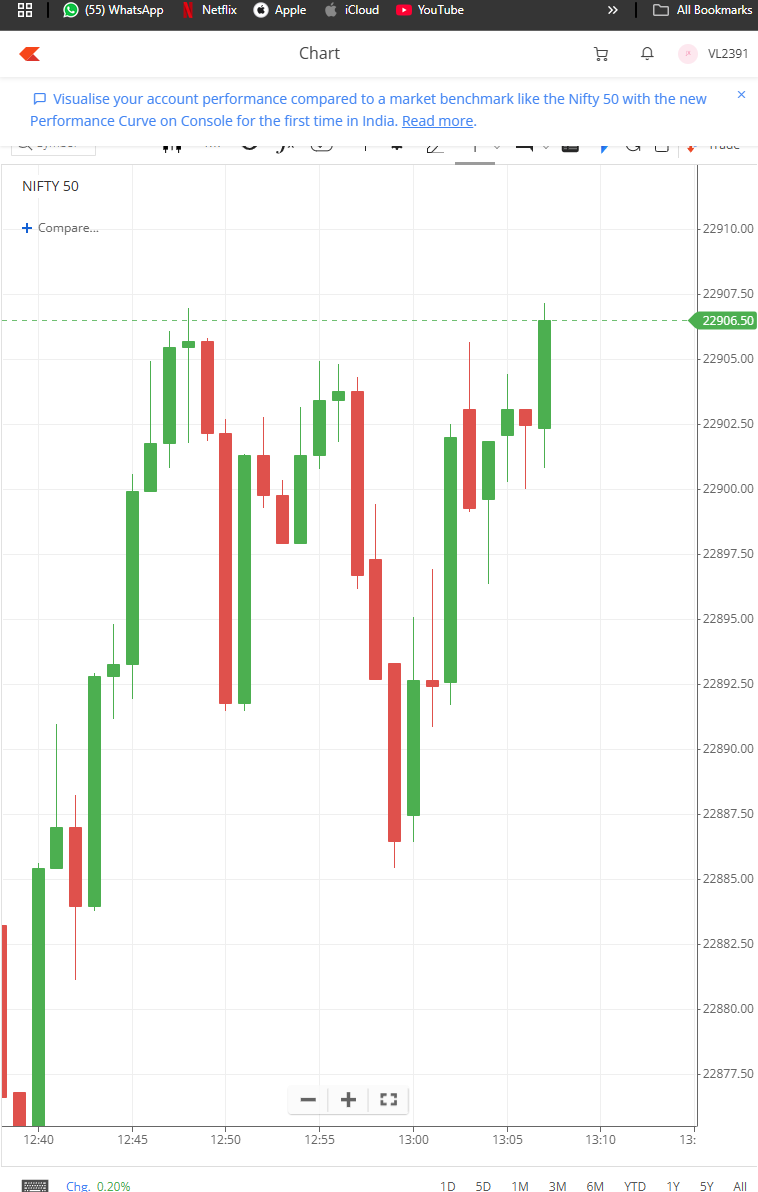 (55) WhatsApp Netflix Apple iCloud YouTube » All Bookmarks
Chart VL2391
Visualise your account performance compared to a market benchmark like the Nifty 50 with the new
Performance Curve on Console for the first time in India. Read more.
NIFTY 50
+ Compare...
22910.00
22907.50
22906.50
22905.00
22902.50
22900.00
22897.50
22895.00
22892.50
22890.00
22887.50
22885.00
22882.50
22880.00
22877.50
12:40 12:45 12:50 12:55 13:00 13:05 13:10 13:
Chg. 0.20% 1D 5D 1M 3M 6M YTD 1Y 5Y All